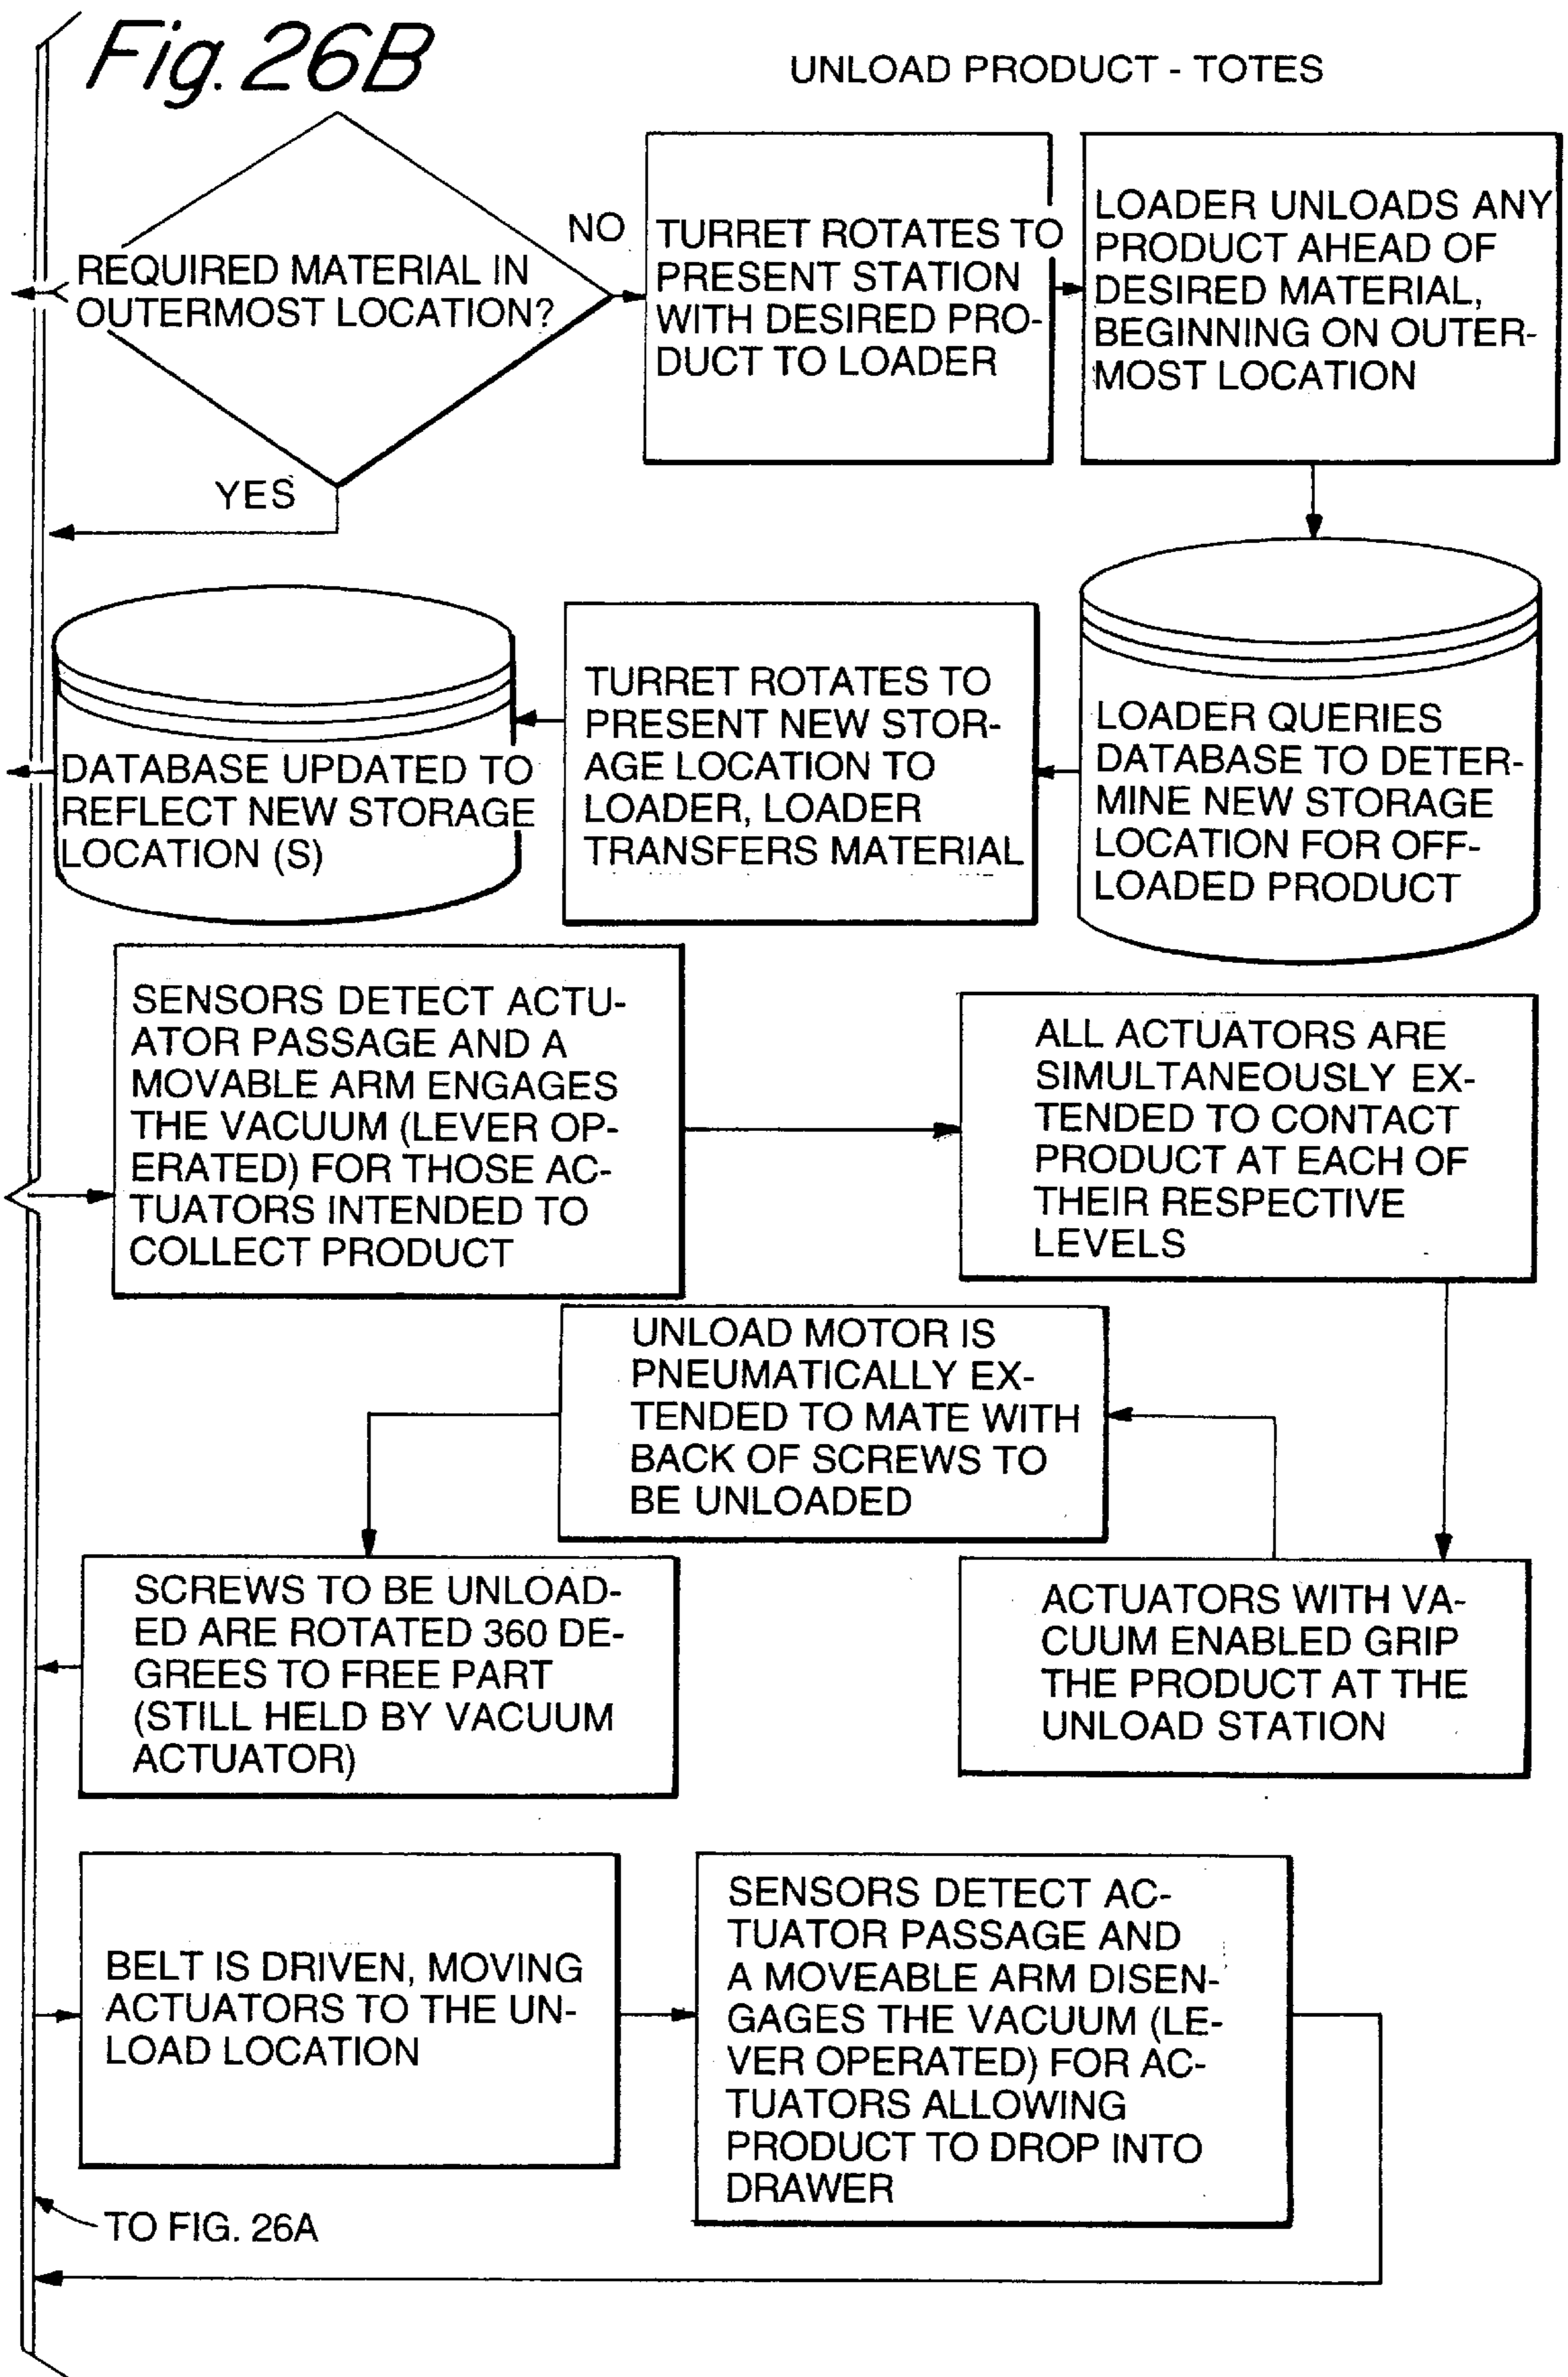 Fig. 26B
UNLOAD PRODUCT - TOTES
REQUIRED MATERIAL IN
OUTERMOST LOCATION?
NO
YES
TURRET ROTATES TO
PRESENT STATION
WITH DESIRED PRO-
DUCT TO LOADER
LOADER UNLOADS ANY
PRODUCT AHEAD OF
DESIRED MATERIAL,
BEGINNING ON OUTER-
MOST LOCATION
LOADER QUERIES
DATABASE TO DETER-
MINE NEW STORAGE
LOCATION FOR OFF-
LOADED PRODUCT
TURRET ROTATES TO
PRESENT NEW STOR-
AGE LOCATION TO
LOADER, LOADER
TRANSFERS MATERIAL
DATABASE UPDATED TO
REFLECT NEW STORAGE
LOCATION (S)
SENSORS DETECT ACTU-
ATOR PASSAGE AND A
MOVABLE ARM ENGAGES
THE VACUUM (LEVER OP-
ERATED) FOR THOSE AC-
TUATORS INTENDED TO
COLLECT PRODUCT
ALL ACTUATORS ARE
SIMULTANEOUSLY EX-
TENDED TO CONTACT
PRODUCT AT EACH OF
THEIR RESPECTIVE
LEVELS
ACTUATORS WITH VA-
CUUM ENABLED GRIP
THE PRODUCT AT THE
UNLOAD STATION
UNLOAD MOTOR IS
PNEUMATICALLY EX-
TENDED TO MATE WITH
BACK OF SCREWS TO
BE UNLOADED
SCREWS TO BE UNLOAD-
ED ARE ROTATED 360 DE-
GREES TO FREE PART
(STILL HELD BY VACUUM
ACTUATOR)
BELT IS DRIVEN, MOVING
ACTUATORS TO THE UN-
LOAD LOCATION
SENSORS DETECT AC-
TUATOR PASSAGE AND
A MOVEABLE ARM DISEN-
GAGES THE VACUUM (LE-
VER OPERATED) FOR AC-
TUATORS ALLOWING
PRODUCT TO DROP INTO
DRAWER
TO FIG. 26A